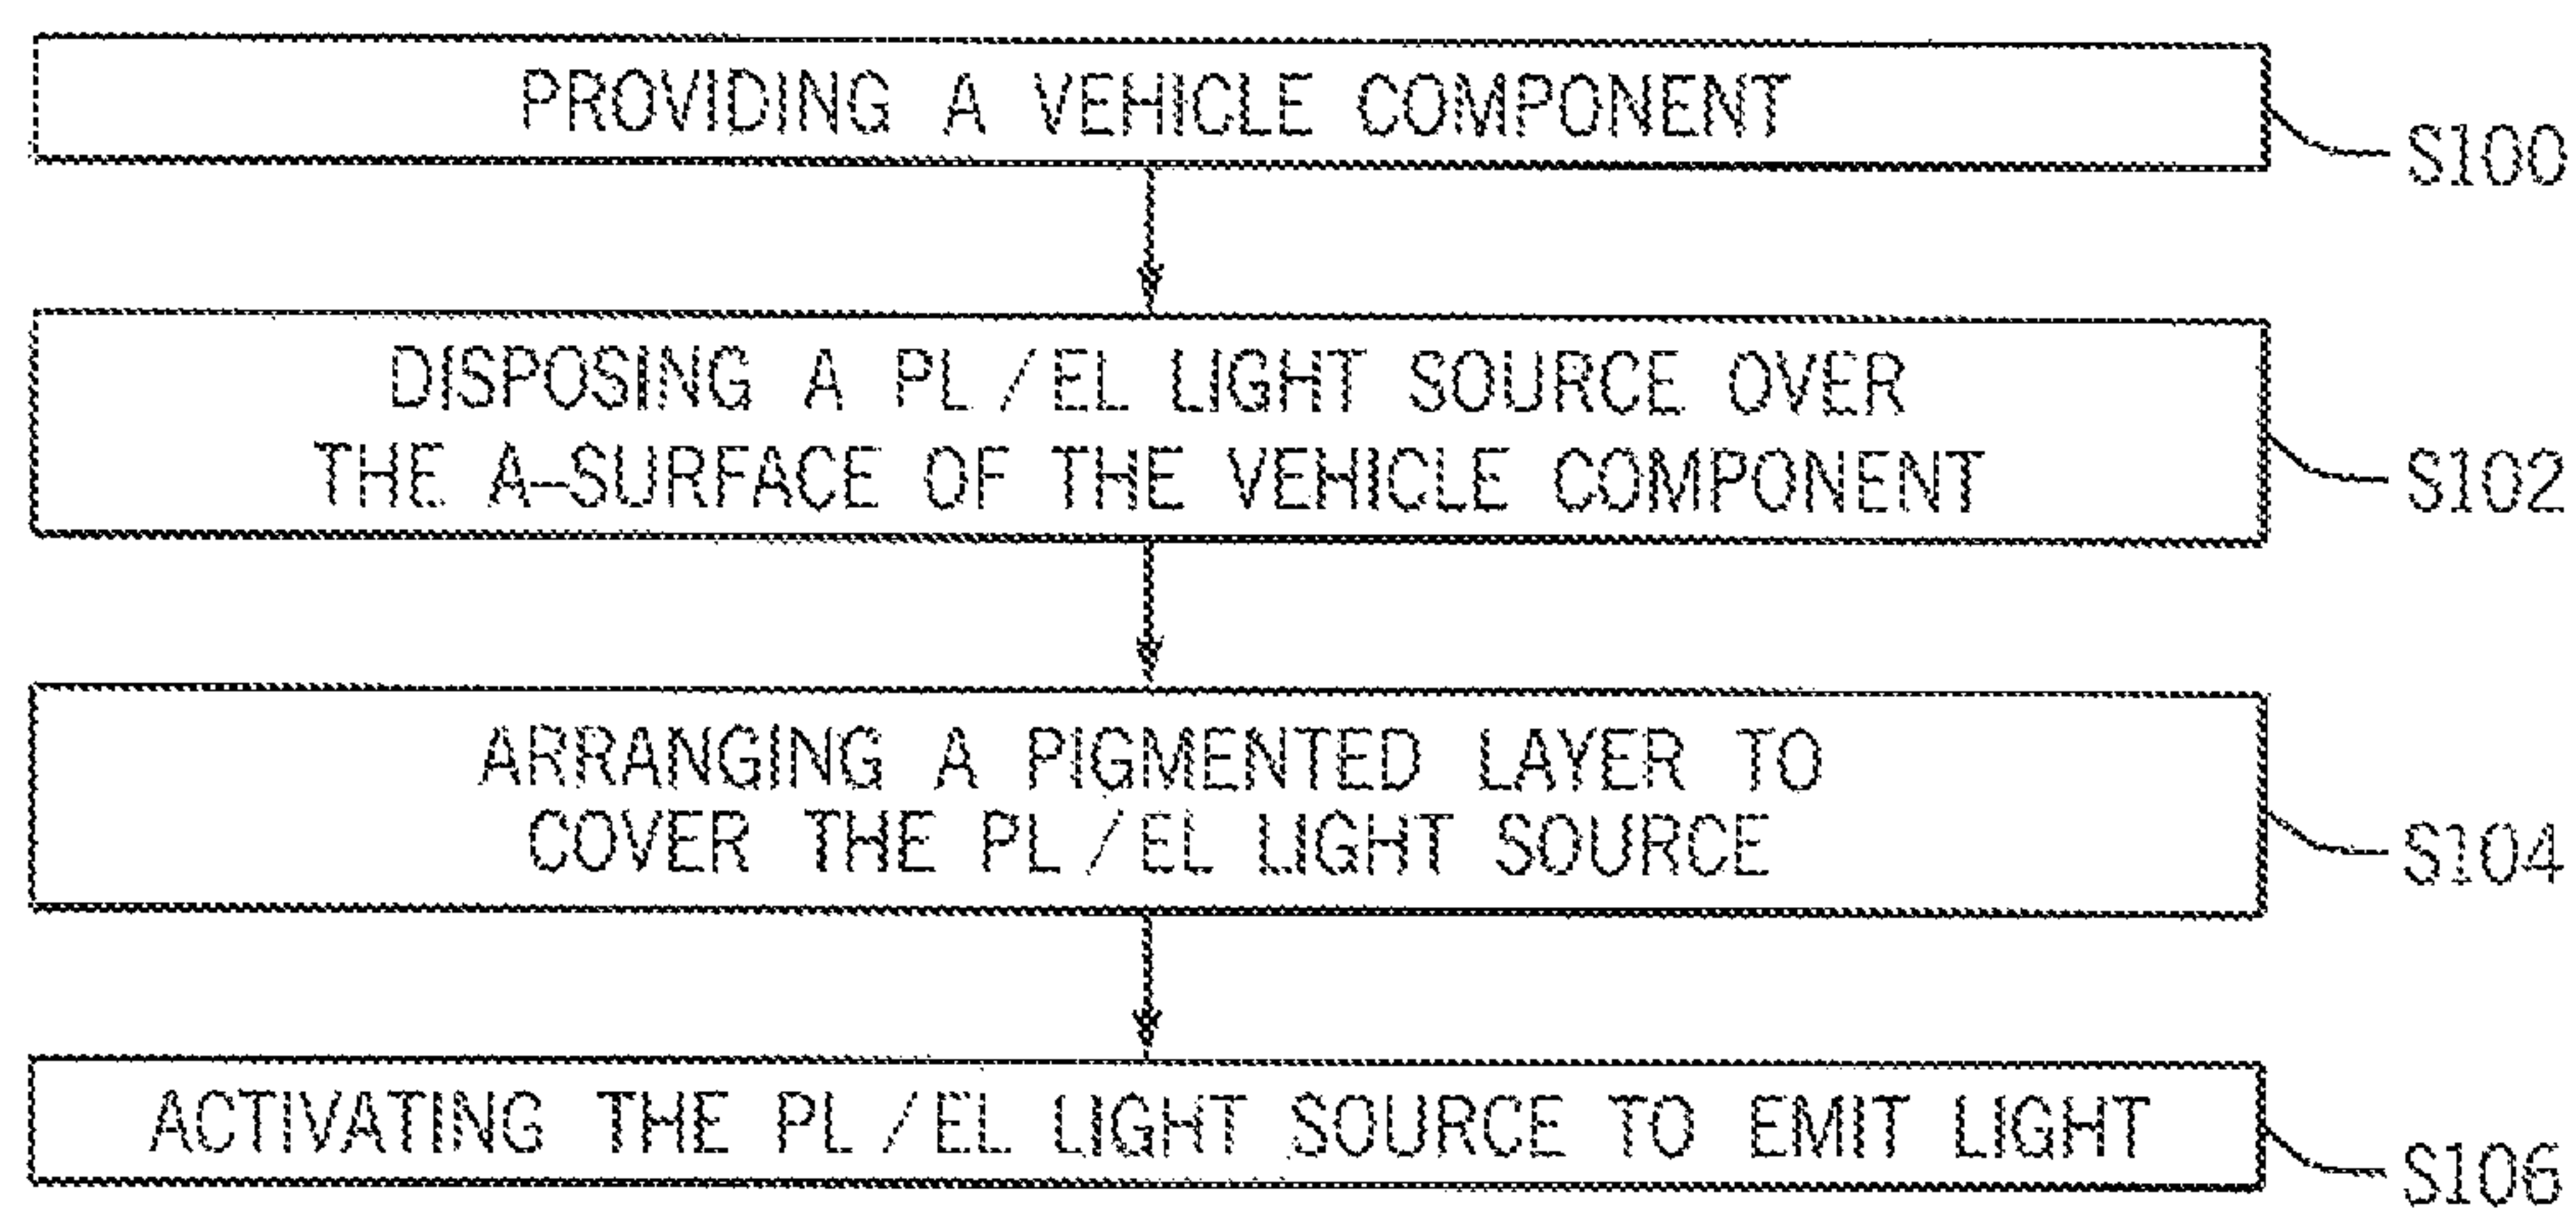 PROVIDING A VEHICLE COMPONENT
S100
DISPOSING A PL/EL LIGHT SOURCE OVER
THE A-SURFACE OF THE VEHICLE COMPONENT
S102
ARRANGING A PIGMENTED LAYER TO
COVER THE PL/EL LIGHT SOURCE
S104
ACTIVATING THE PL/EL LIGHT SOURCE TO EMIT LIGHT
S106